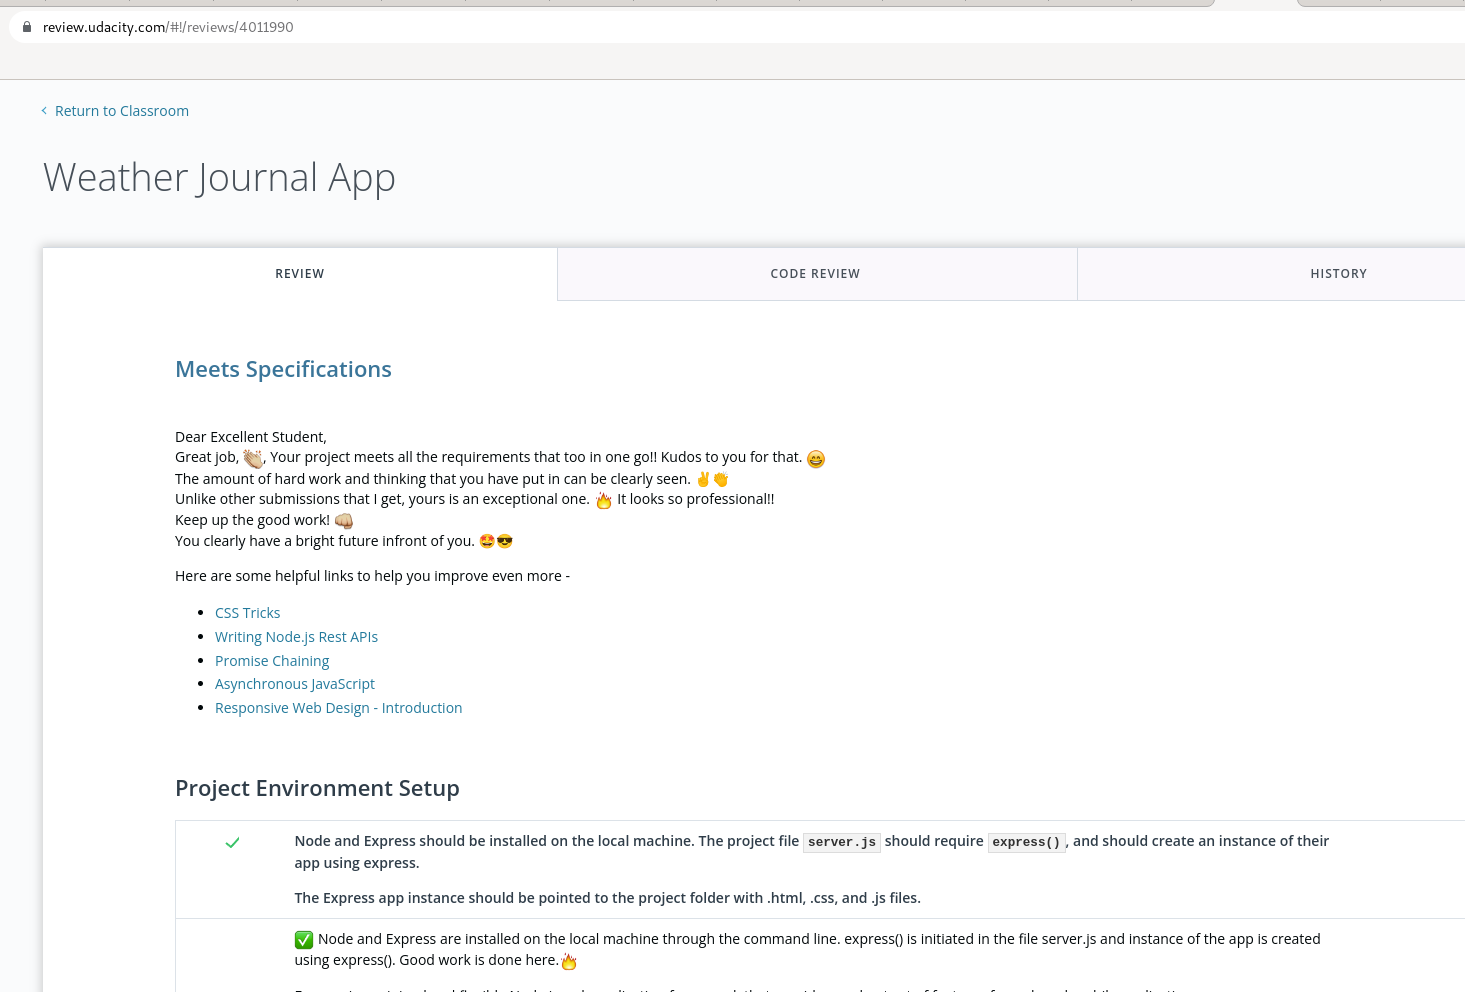 review.udacity.com/#!/reviews/4011990
Return to Classroom
Weather Journal App
REVIEW
CODE REVIEW
HISTORY
Meets Specifications
Dear Excellent Student,
Great job, 👏🏼, Your project meets all the requirements that too in one go!! Kudos to you for that. 😄
The amount of hard work and thinking that you have put in can be clearly seen. ✌️👏
Unlike other submissions that I get, yours is an exceptional one. 🔥 It looks so professional!!
Keep up the good work! 👊🏼
You clearly have a bright future infront of you. 🤩😎
Here are some helpful links to help you improve even more -
CSS Tricks
Writing Node.js Rest APIs
Promise Chaining
Asynchronous JavaScript
Responsive Web Design - Introduction
Project Environment Setup
Node and Express should be installed on the local machine. The project file server.js should require express(), and should create an instance of their
app using express.
The Express app instance should be pointed to the project folder with .html, .css, and .js files.
✅ Node and Express are installed on the local machine through the command line. express() is initiated in the file server.js and instance of the app is created
using express(). Good work is done here.🔥